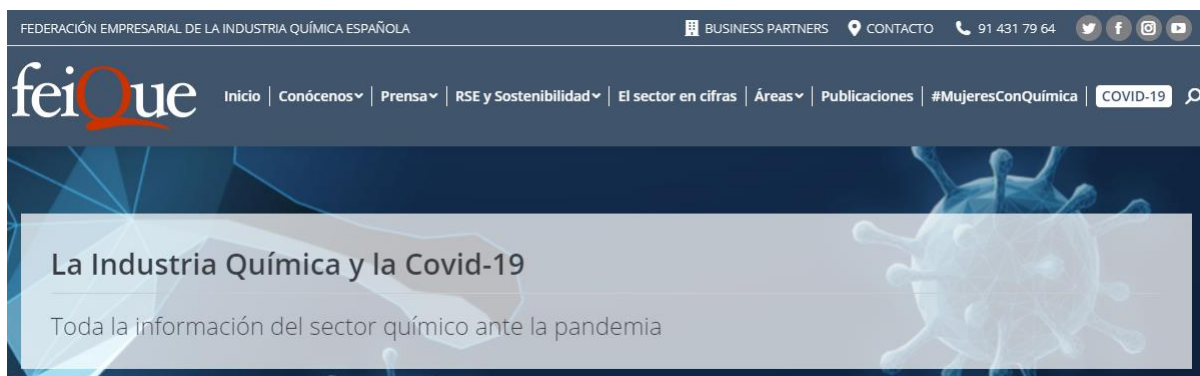 FEDERACIÓN EMPRESARIAL DE LA INDUSTRIA QUÍMICA ESPAÑOLA BUSINESS PARTNERS CONTACTO 91 431 79 64
feiQue Inicio | Conócenos | Prensa | RSE y Sostenibilidad | El sector en cifras | Áreas | Publicaciones | #MujeresConQuímica | COVID-19
La Industria Química y la Covid-19
Toda la información del sector químico ante la pandemia